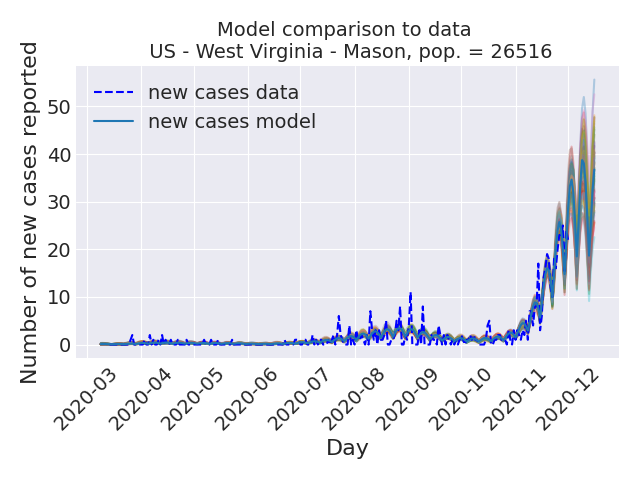 Model comparison to data
US - West Virginia - Mason, pop. = 26516
Number of new cases reported
50
40
30
20
10
0
new cases data
new cases model
2020-03
2020-04
2020-05
2020-06
2020-07
2020-08
2020-09
2020-10
2020-11
2020-12
Day